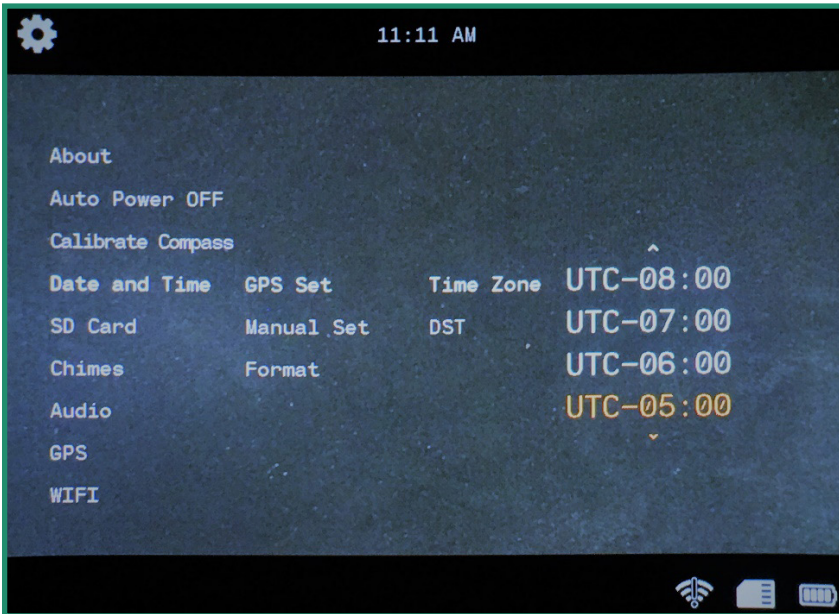 11:11 AM
About
Auto Power OFF
Calibrate Compass
Date and Time GPS Set Time Zone UTC-08:00
SD Card Manual Set DST UTC-07:00
Chimes Format UTC-06:00
Audio UTC-05:00
GPS
WIFI